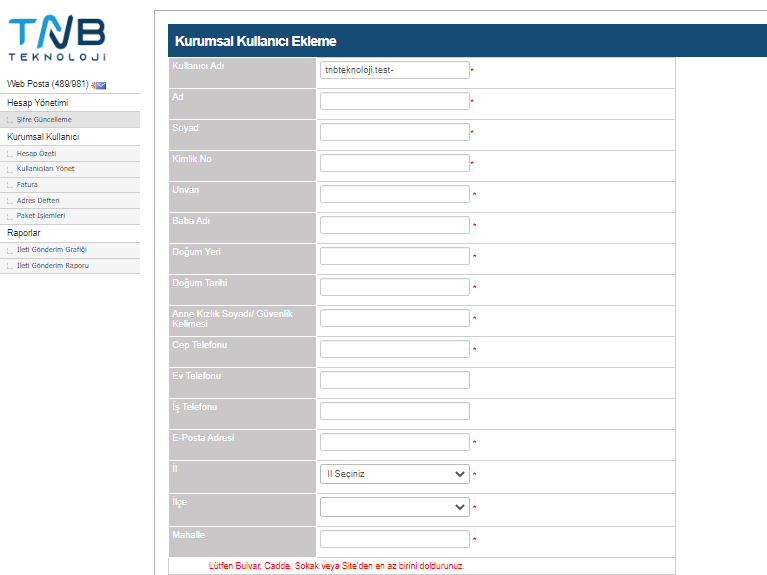 TNB
TEKNOLOJI
Web Posta (489/981)
Hesap Yönetimi
Şifre Güncelleme
Kurumsal Kullanıcı
Hesap Özeti
Kullanıcıları Yönet
Fatura
Adres Defteri
Paket İşlemleri
Raporlar
İleti Gönderim Grafiği
İleti Gönderim Raporu
Kurumsal Kullanıcı Ekleme
Kullanıcı Adı tnbteknoloji.test- *
Ad *
Soyad *
Kimlik No *
Unvan *
Baba Adı *
Doğum Yeri *
Doğum Tarihi *
Anne Kızlık Soyadı/ Güvenlik
Kelimesi *
Cep Telefonu *
Ev Telefonu
İş Telefonu
E-Posta Adresi *
İl İl Seçiniz *
İlçe *
Mahalle *
Lütfen Bulvar, Cadde, Sokak veya Site'den en az birini doldurunuz.